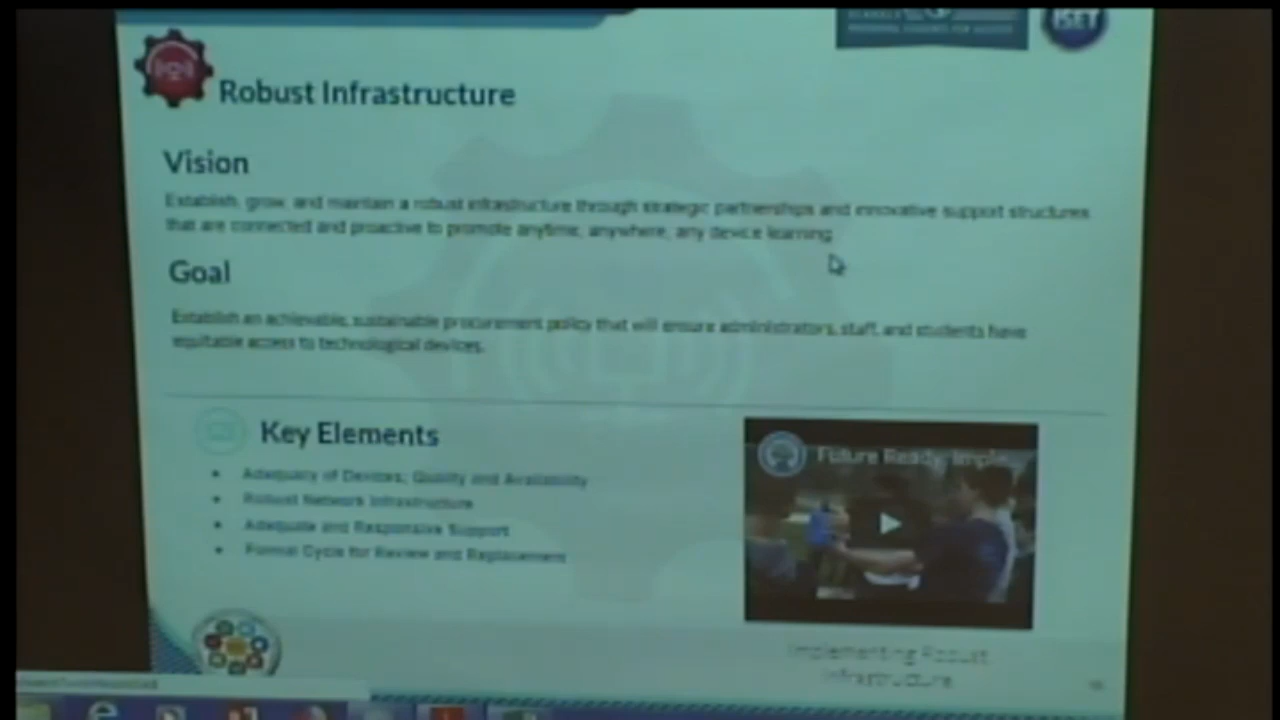 iSET
Robust Infrastructure
Vision
Establish, grow, and maintain a robust infrastructure through strategic partnerships and innovative support structures
that are connected and proactive to promote anytime, anywhere, any device learning.
Goal
Establish an achievable, sustainable procurement policy that will ensure administrators, staff, and students have
equitable access to technological devices.
Key Elements
• Adequacy of Devices; Quality and Availability
• Robust Network Infrastructure
• Adequate and Responsive Support
• Formal Cycle for Review and Replacement
Future Ready: Imple
Implementing Robust
Infrastructure